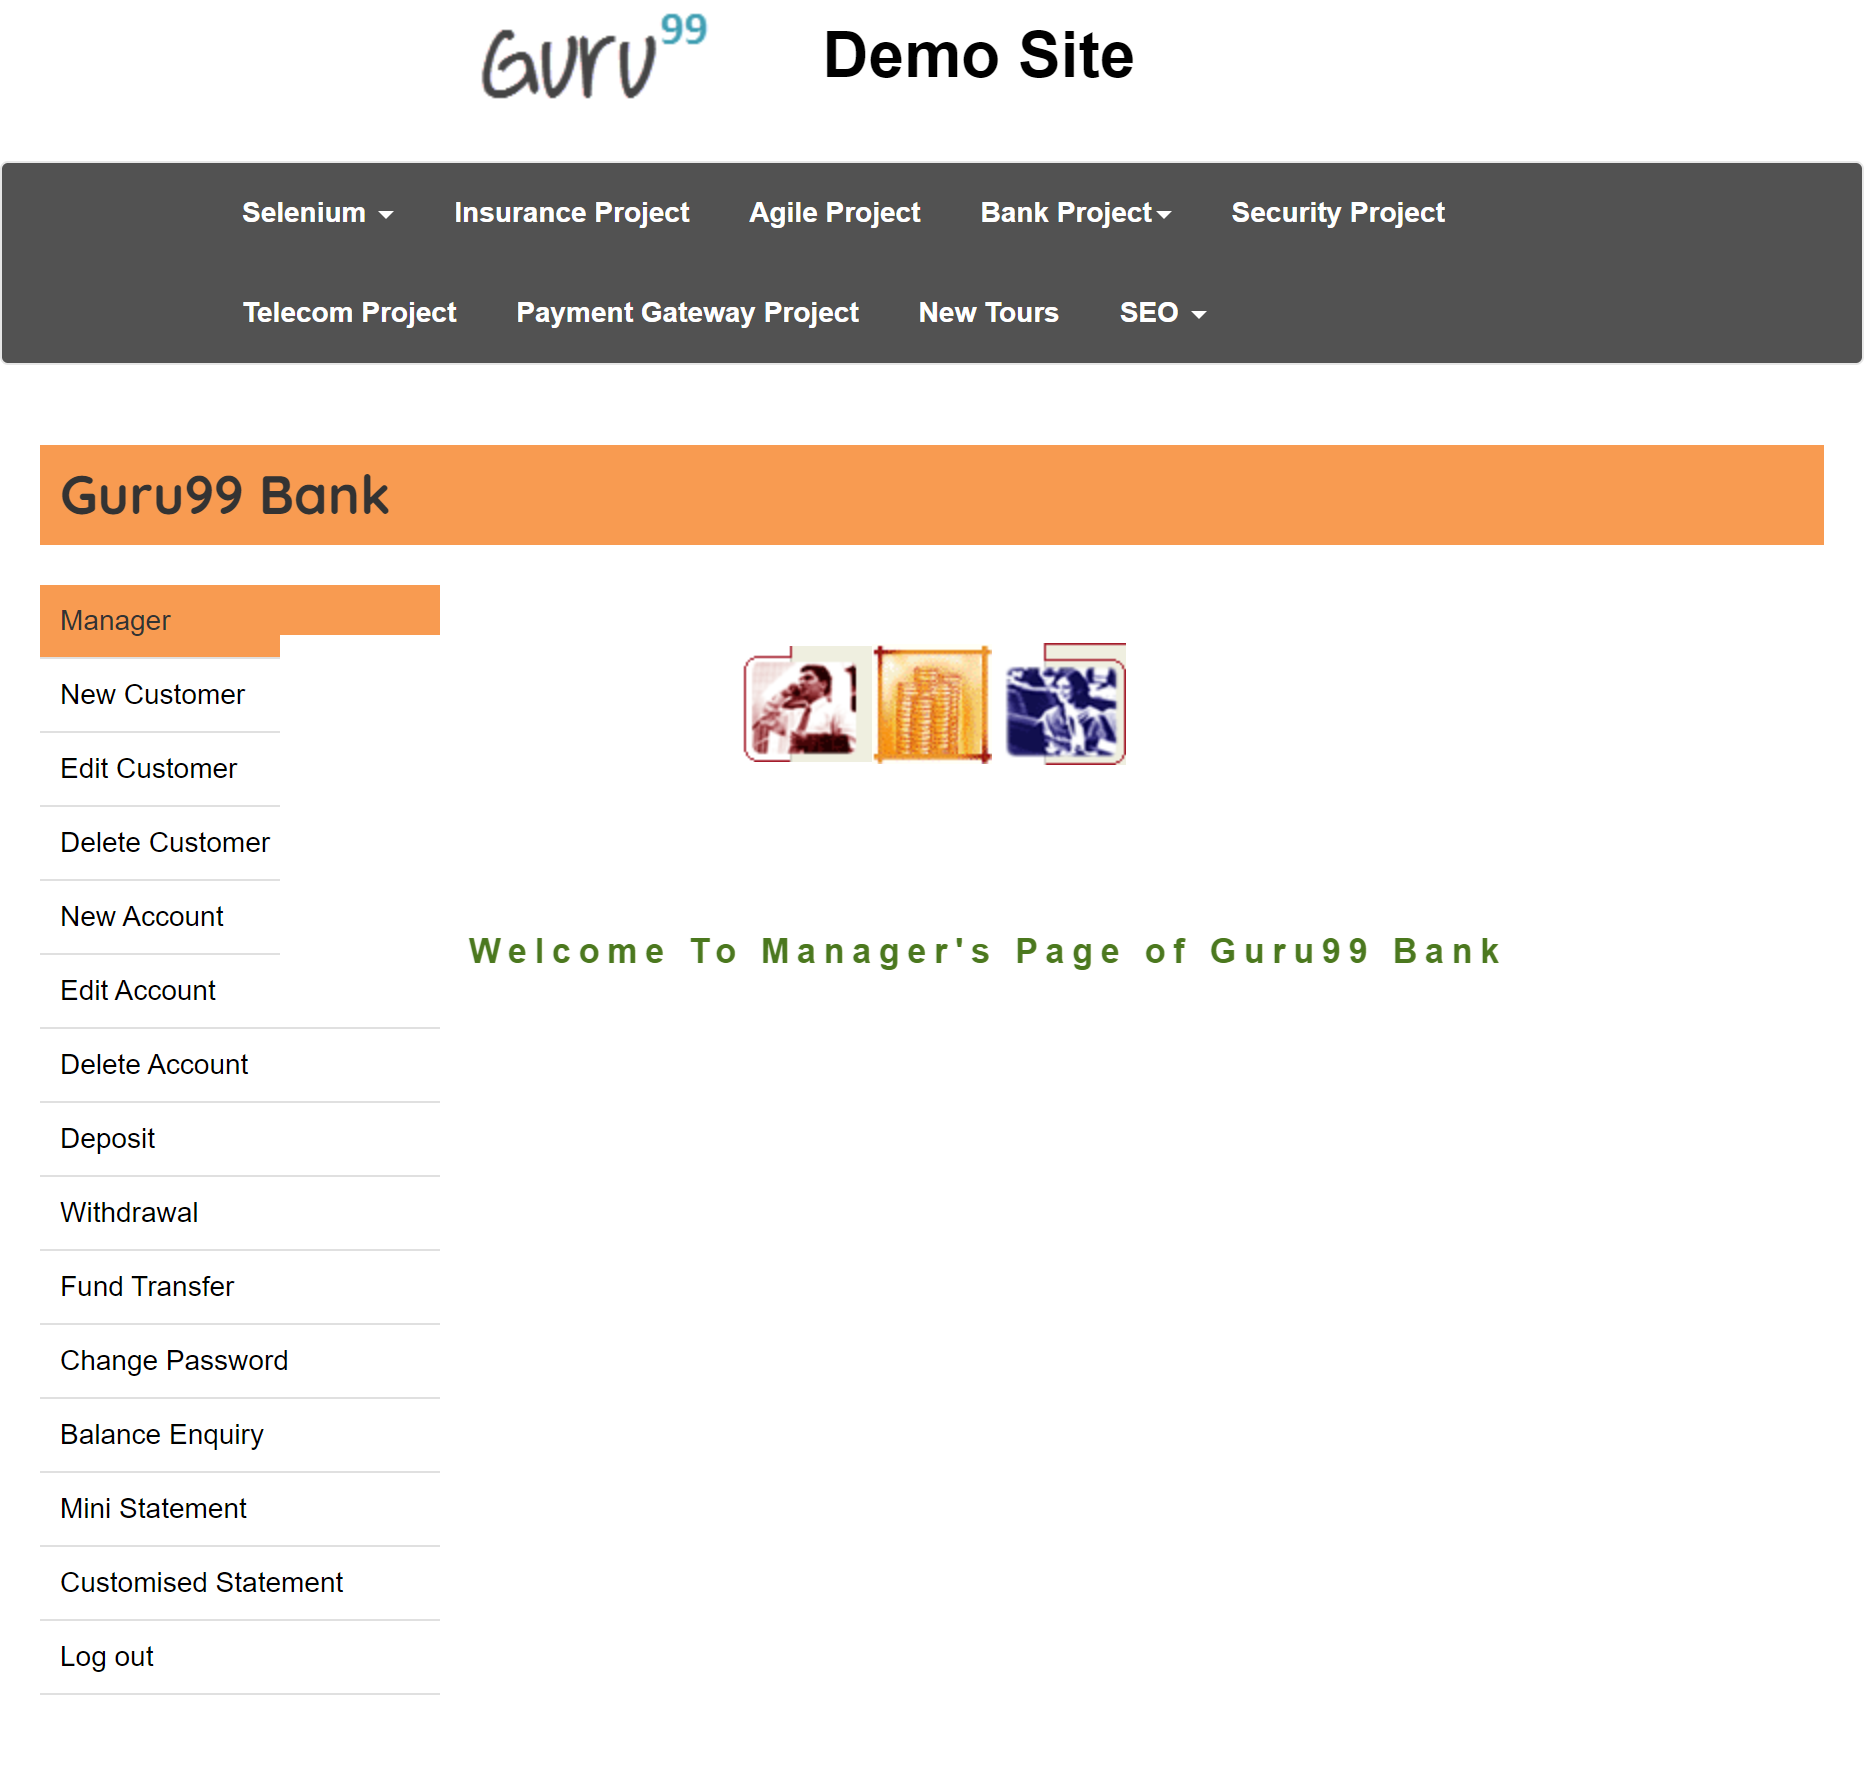 Guru99 Demo Site
Selenium Insurance Project Agile Project Bank Project Security Project
Telecom Project Payment Gateway Project New Tours SEO
Guru99 Bank
Manager
New Customer
Edit Customer
Delete Customer
New Account
Welcome To Manager's Page of Guru99 Bank
Edit Account
Delete Account
Deposit
Withdrawal
Fund Transfer
Change Password
Balance Enquiry
Mini Statement
Customised Statement
Log out